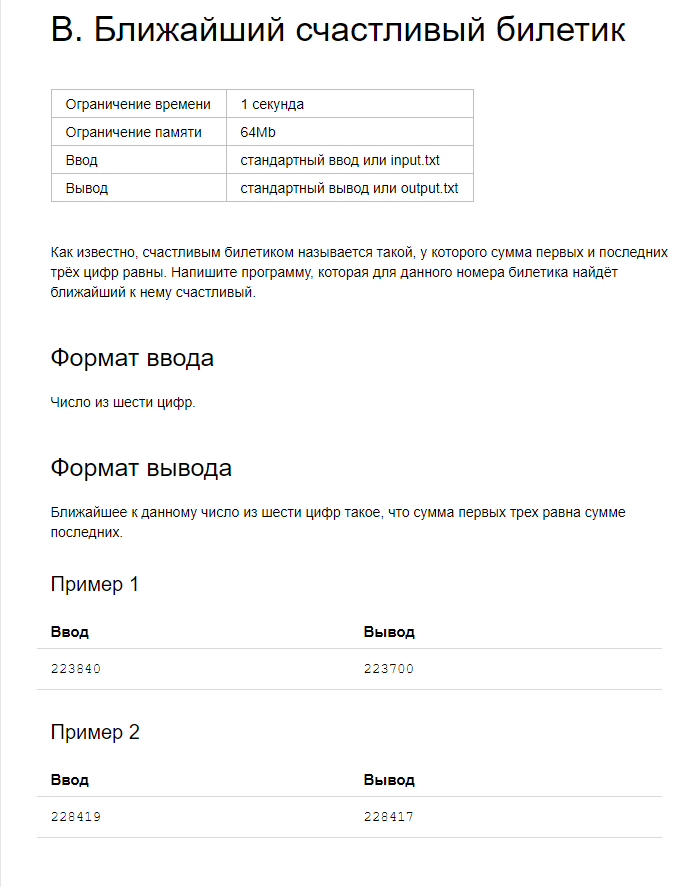 B. Ближайший счастливый билетик
Ограничение времени 1 секунда
Ограничение памяти 64Mb
Ввод стандартный ввод или input.txt
Вывод стандартный вывод или output.txt
Как известно, счастливым билетиком называется такой, у которого сумма первых и последних
трёх цифр равны. Напишите программу, которая для данного номера билетика найдёт
ближайший к нему счастливый.
Формат ввода
Число из шести цифр.
Формат вывода
Ближайшее к данному число из шести цифр такое, что сумма первых трех равна сумме
последних.
Пример 1
Ввод Вывод
223840 223700
Пример 2
Ввод Вывод
228419 228417